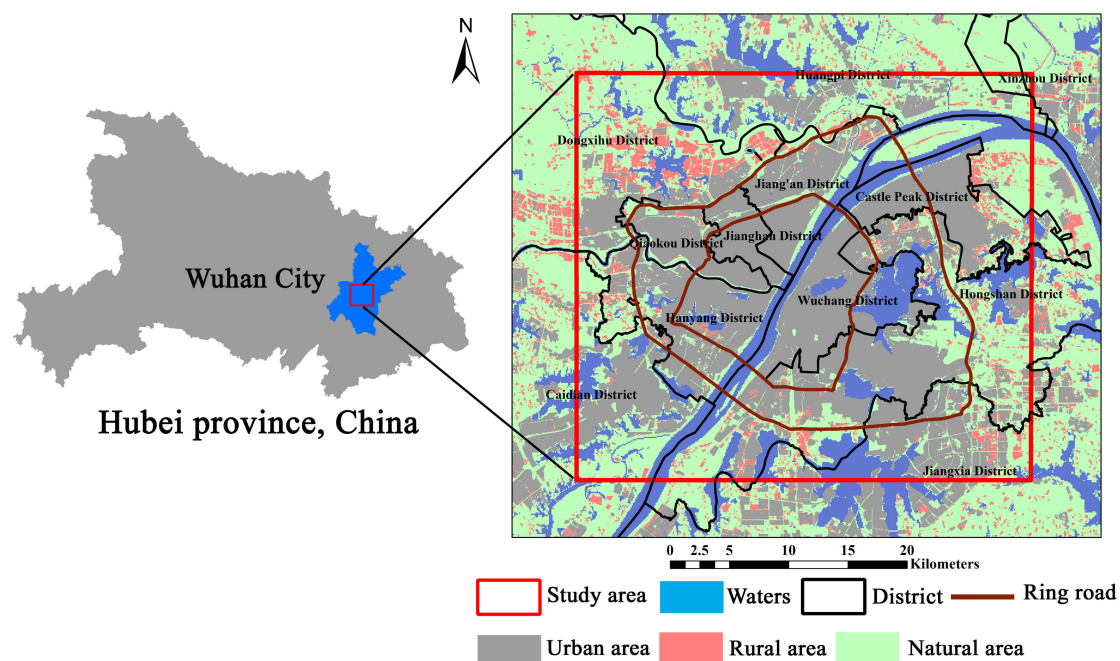 N
Huangpi District
Xinzhou District
Dongxihu District
Jiang'an District
Castle Peak District
Qiaokou District
Jianghan District
Wuhan City
Hongshan District
Wuchang District
Hanyang District
Caidian District
Hubei province, China
Jiangxia District
0 2.5 5 10 15 20
Kilometers
Study area
Waters
District
Ring road
Urban area
Rural area
Natural area